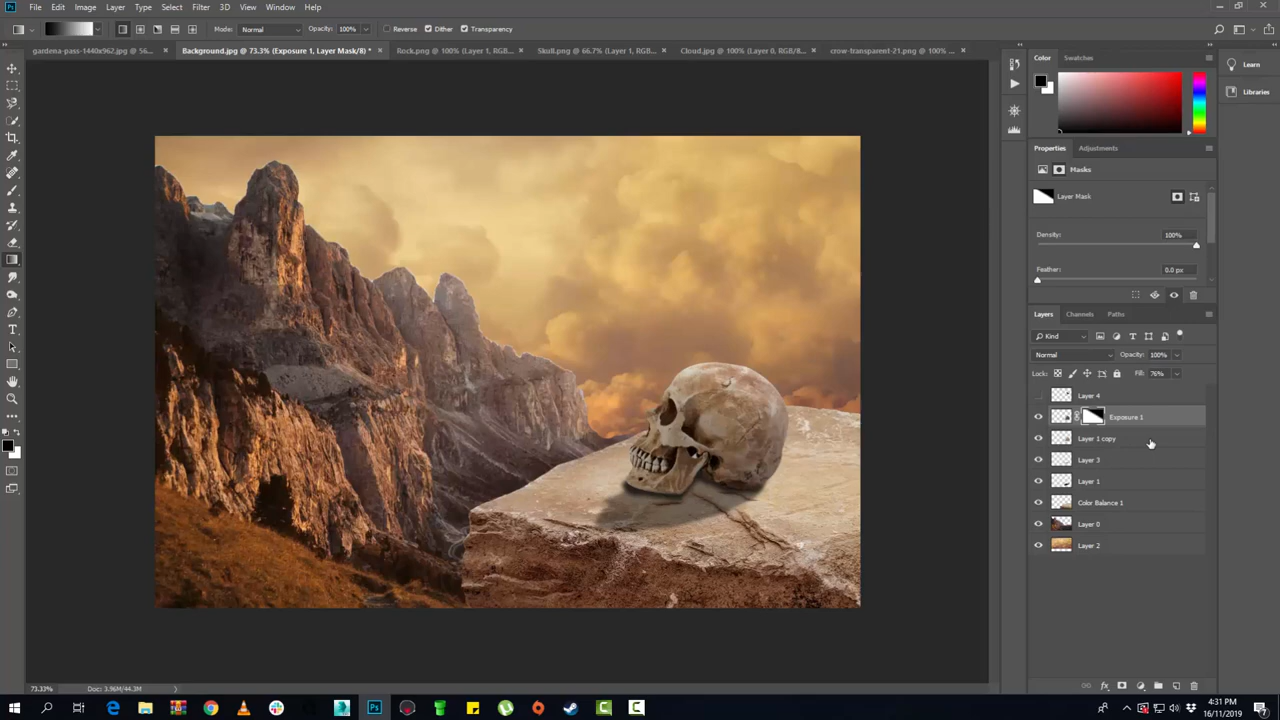 Ps File Edit Image Layer Type Select Filter 3D View Window Help
Mode: Normal Opacity: 100% Reverse Dither Transparency
gardena-pass-1440x962.jpg @ 56... × Background.jpg @ 73.3% (Exposure 1, Layer Mask/8) * × Rock.png @ 100% (Layer 1, RGB... × Skull.png @ 66.7% (Layer 1, RGB... × Cloud.jpg @ 100% (Layer 0, RGB/8... × crow-transparent-21.png @ 100% ... ×
Color Swatches
Learn
Libraries
Properties Adjustments
Masks
Layer Mask
Density: 100%
Feather: 0.0 px
Layers Channels Paths
Kind
Normal Opacity: 100%
Lock: Fill: 76%
Layer 4
Exposure 1
Layer 1 copy
Layer 3
Layer 1
Color Balance 1
Layer 0
Layer 2
fx
73.33% Doc: 3.96M/44.3M
Ps
4:31 PM
16/11/2019